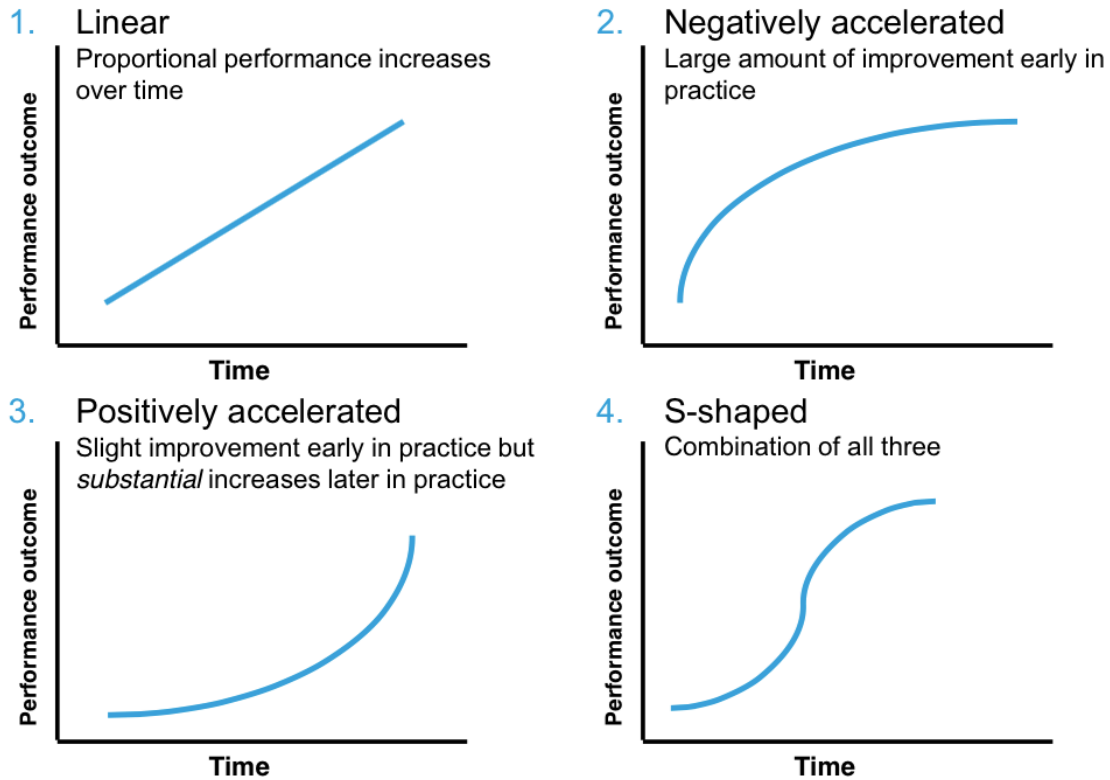 1. Linear
Proportional performance increases
over time
Performance outcome
Time
2. Negatively accelerated
Large amount of improvement early in
practice
Performance outcome
Time
3. Positively accelerated
Slight improvement early in practice but
substantial increases later in practice
Performance outcome
Time
4. S-shaped
Combination of all three
Performance outcome
Time